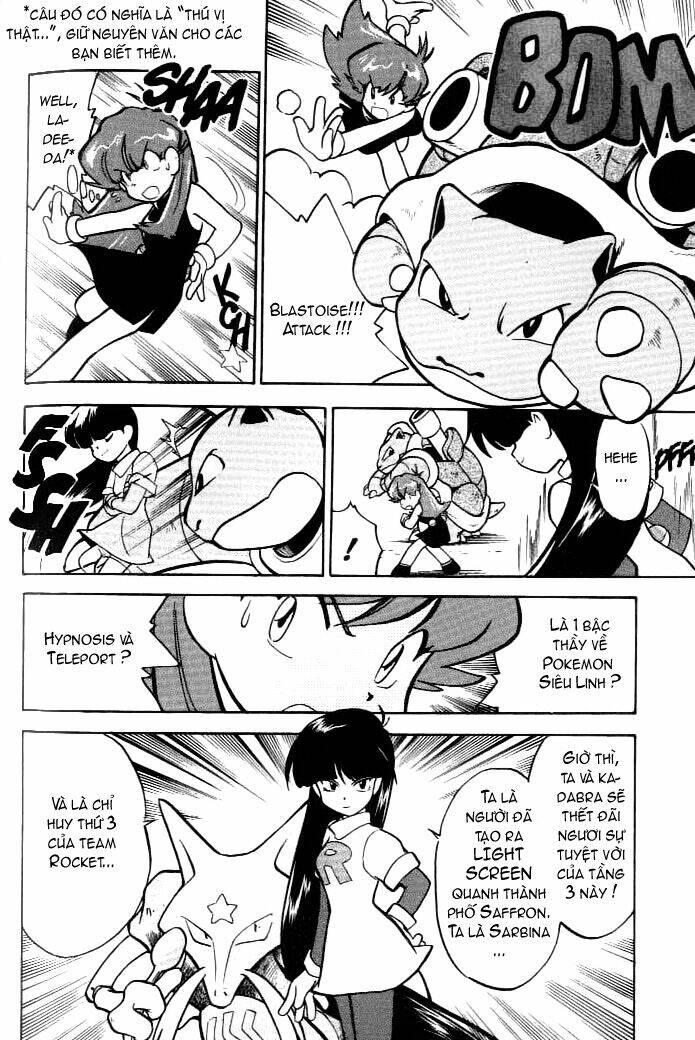 *CÂU ĐÓ CÓ NGHĨA LÀ "THÚ VỊ
THẬT...", GIỮ NGUYÊN VĂN CHO CÁC
BẠN BIẾT THÊM.
WELL,
LA-
DEE-
DA!*
SHAA
KCH
BOM
BLASTOISE!!!
ATTACK !!!
HEHE
...
PFFF
!
HYPNOSIS VÀ
TELEPORT ?
LÀ 1 BẬC
THẦY VỀ
POKEMON
SIÊU LINH ?
GIỜ THÌ,
TA VÀ KA-
DABRA SẼ
THẾT ĐÃI
NGƯƠI SỰ
TUYỆT VỜI
CỦA TẦNG
3 NÀY !
TA LÀ
NGƯỜI ĐÃ
TẠO RA
LIGHT
SCREEN
QUANH THÀNH
PHỐ SAFFRON.
TA LÀ SARBINA
...
VÀ LÀ CHỈ
HUY THỨ 3
CỦA TEAM
ROCKET...
R